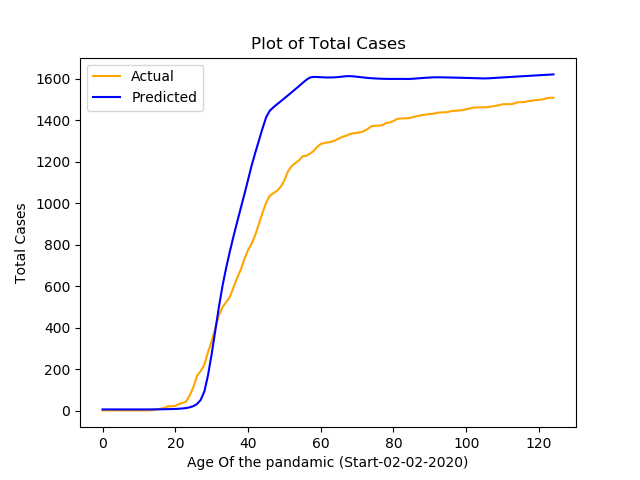 Plot of Total Cases
Actual
Predicted
1600
1400
1200
1000
800
600
400
200
0
Total Cases
0 20 40 60 80 100 120
Age Of the pandamic (Start-02-02-2020)